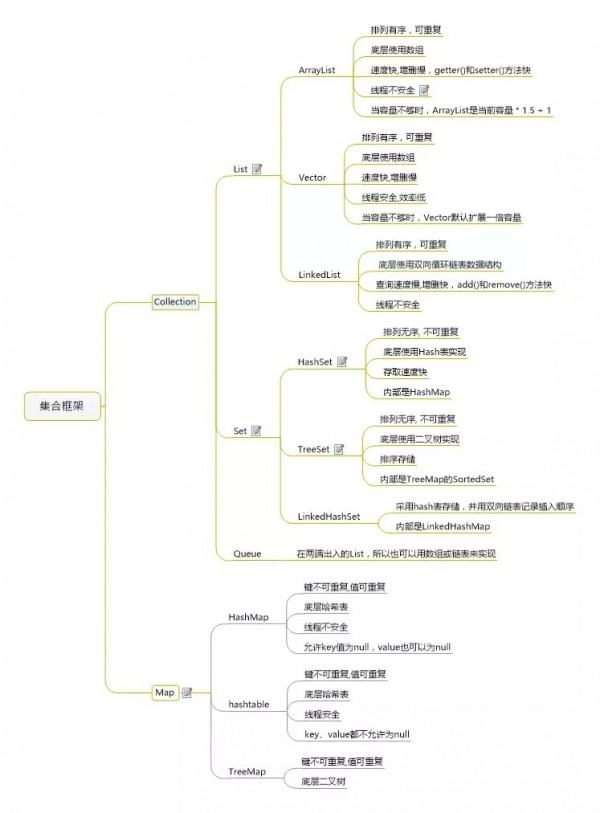 集合框架
Collection
List
ArrayList
排列有序，可重复
底层使用数组
速度快,增删慢，getter()和setter()方法快
线程不安全
当容量不够时，ArrayList是当前容量 * 1.5 + 1
Vector
排列有序，可重复
底层使用数组
速度快,增删慢
线程安全,效率低
当容量不够时，Vector默认扩展一倍容量
LinkedList
排列有序，可重复
底层使用双向循环链表数据结构
查询速度慢,增删快，add()和remove()方法快
线程不安全
Set
HashSet
排列无序, 不可重复
底层使用Hash表实现
存取速度快
内部是HashMap
TreeSet
排列无序, 不可重复
底层使用二叉树实现
排序存储
内部是TreeMap的SortedSet
LinkedHashSet
采用hash表存储，并用双向链表记录插入顺序
内部是LinkedHashMap
Queue
在两端出入的List，所以也可以用数组或链表来实现
Map
HashMap
键不可重复,值可重复
底层哈希表
线程不安全
允许key值为null，value也可以为null
hashtable
键不可重复,值可重复
底层哈希表
线程安全
key、value都不允许为null
TreeMap
键不可重复,值可重复
底层二叉树